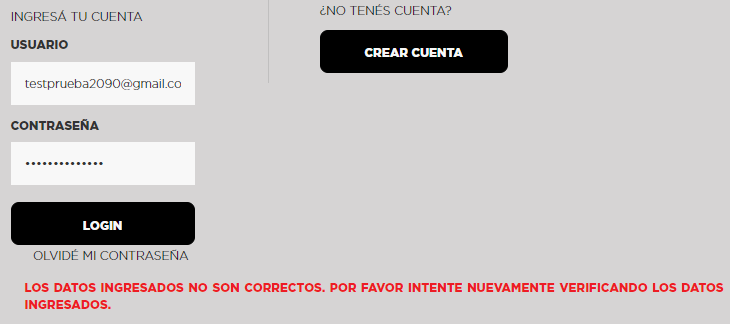 INGRESÁ TU CUENTA
USUARIO
testprueba2090@gmail.co
CONTRASEÑA
••••••••••••••
LOGIN
OLVIDÉ MI CONTRASEÑA
¿NO TENÉS CUENTA?
CREAR CUENTA
LOS DATOS INGRESADOS NO SON CORRECTOS. POR FAVOR INTENTE NUEVAMENTE VERIFICANDO LOS DATOS
INGRESADOS.